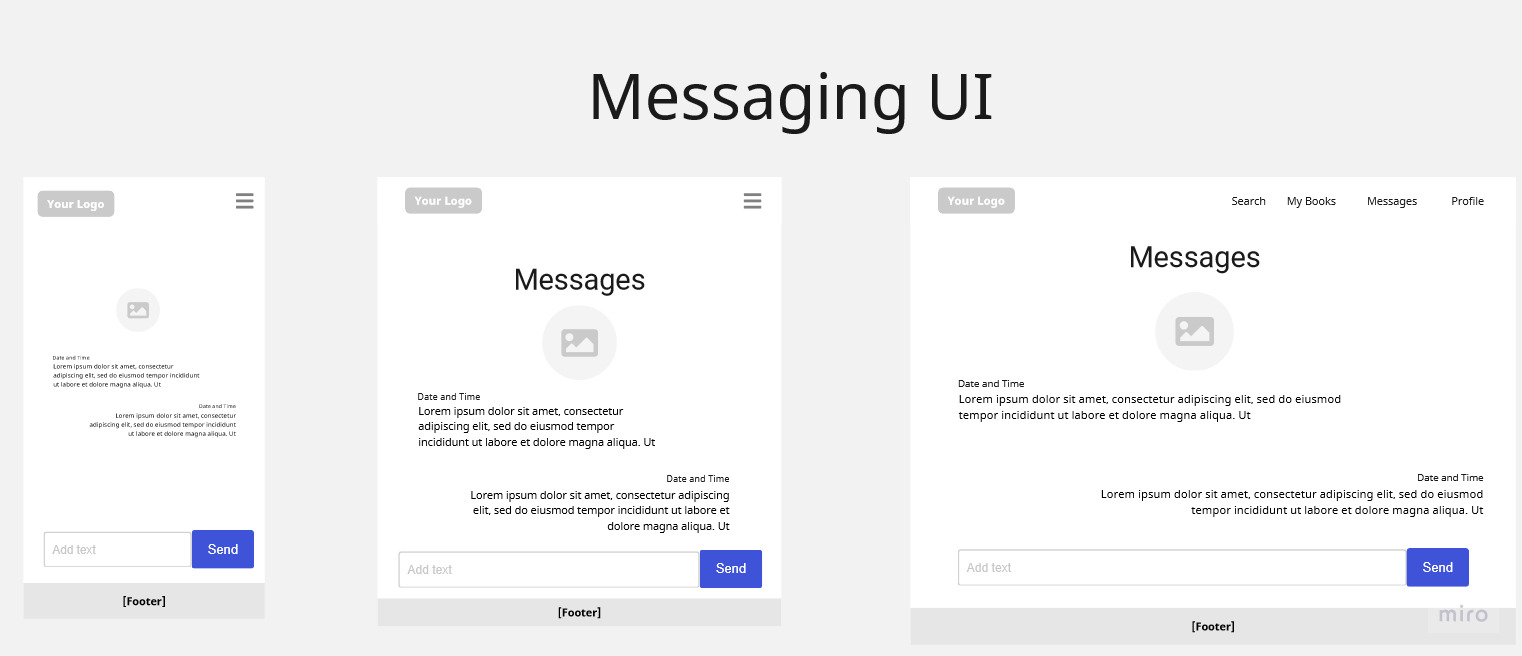 Messaging UI
Your Logo
Date and Time
Lorem ipsum dolor sit amet, consectetur
adipiscing elit, sed do eiusmod tempor incididunt
ut labore et dolore magna aliqua. Ut
Date and Time
Lorem ipsum dolor sit amet, consectetur
adipiscing elit, sed do eiusmod tempor incididunt
ut labore et dolore magna aliqua. Ut
Add text
Send
[Footer]
Your Logo
Messages
Date and Time
Lorem ipsum dolor sit amet, consectetur
adipiscing elit, sed do eiusmod tempor
incididunt ut labore et dolore magna aliqua. Ut
Date and Time
Lorem ipsum dolor sit amet, consectetur adipiscing
elit, sed do eiusmod tempor incididunt ut labore et
dolore magna aliqua. Ut
Add text
Send
[Footer]
Your Logo
Search My Books Messages Profile
Messages
Date and Time
Lorem ipsum dolor sit amet, consectetur adipiscing elit, sed do eiusmod
tempor incididunt ut labore et dolore magna aliqua. Ut
Date and Time
Lorem ipsum dolor sit amet, consectetur adipiscing elit, sed do eiusmod
tempor incididunt ut labore et dolore magna aliqua. Ut
Add text
Send
[Footer]
miro